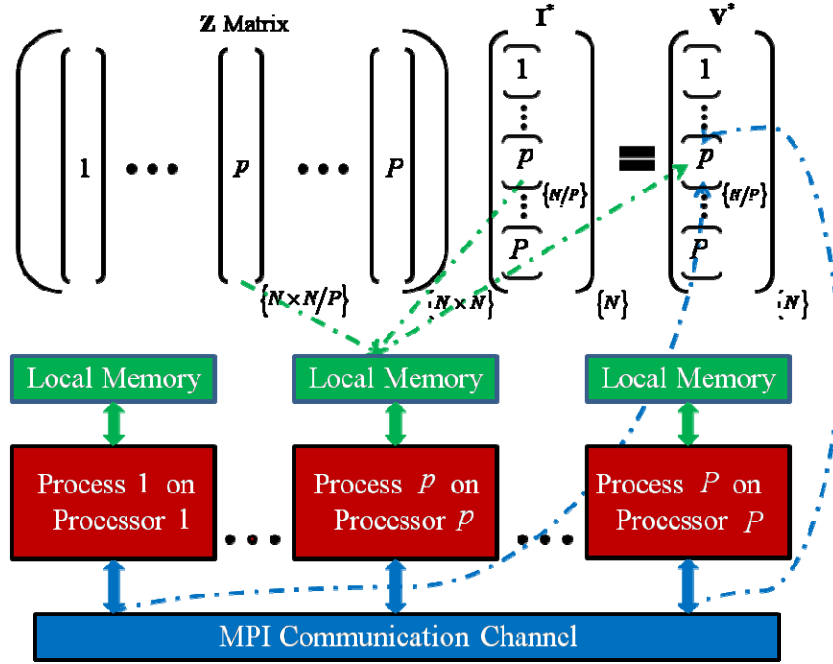 Z Matrix I* V*
1 ••• p ••• P 1 ••• p ••• P = 1 ••• p ••• P
{N/P} {N/P}
{N×N/P} {N×N} {N} {N}
Local Memory Local Memory Local Memory
Process 1 on Processor 1
•••
Process p on Processor p
•••
Process P on Processor P
MPI Communication Channel